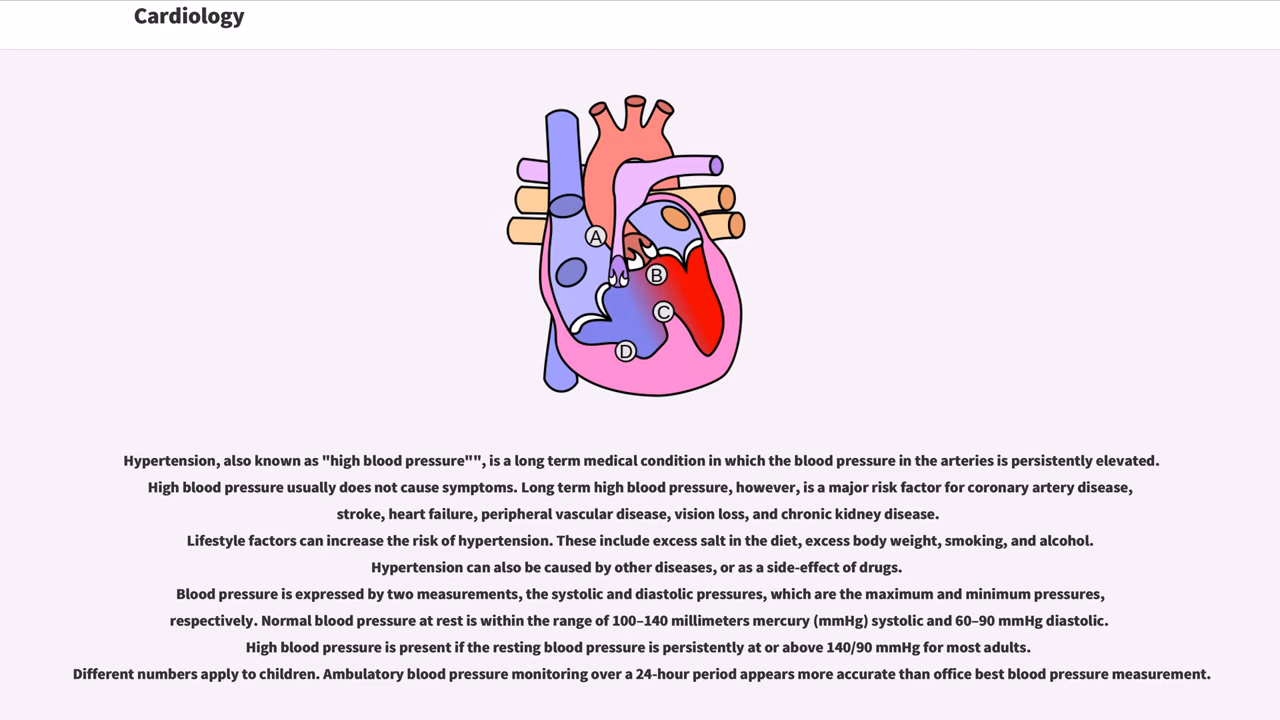 Cardiology
A
B
C
D
Hypertension, also known as "high blood pressure"", is a long term medical condition in which the blood pressure in the arteries is persistently elevated.
High blood pressure usually does not cause symptoms. Long term high blood pressure, however, is a major risk factor for coronary artery disease,
stroke, heart failure, peripheral vascular disease, vision loss, and chronic kidney disease.
Lifestyle factors can increase the risk of hypertension. These include excess salt in the diet, excess body weight, smoking, and alcohol.
Hypertension can also be caused by other diseases, or as a side-effect of drugs.
Blood pressure is expressed by two measurements, the systolic and diastolic pressures, which are the maximum and minimum pressures,
respectively. Normal blood pressure at rest is within the range of 100–140 millimeters mercury (mmHg) systolic and 60–90 mmHg diastolic.
High blood pressure is present if the resting blood pressure is persistently at or above 140/90 mmHg for most adults.
Different numbers apply to children. Ambulatory blood pressure monitoring over a 24-hour period appears more accurate than office best blood pressure measurement.